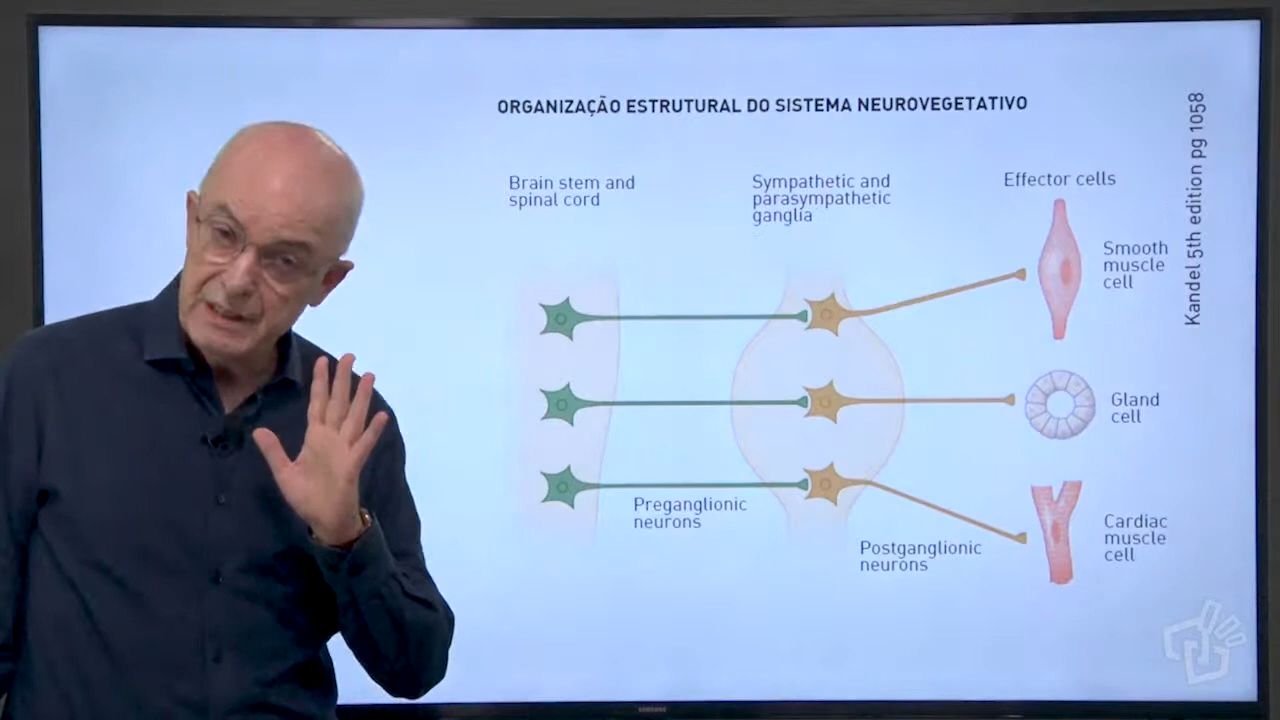 ORGANIZAÇÃO ESTRUTURAL DO SISTEMA NEUROVEGETATIVO
Brain stem and
spinal cord
Sympathetic and
parasympathetic
ganglia
Effector cells
Smooth
muscle
cell
Gland
cell
Cardiac
muscle
cell
Preganglionic
neurons
Postganglionic
neurons
Kandel 5th edition pg 1058
SAMSUNG